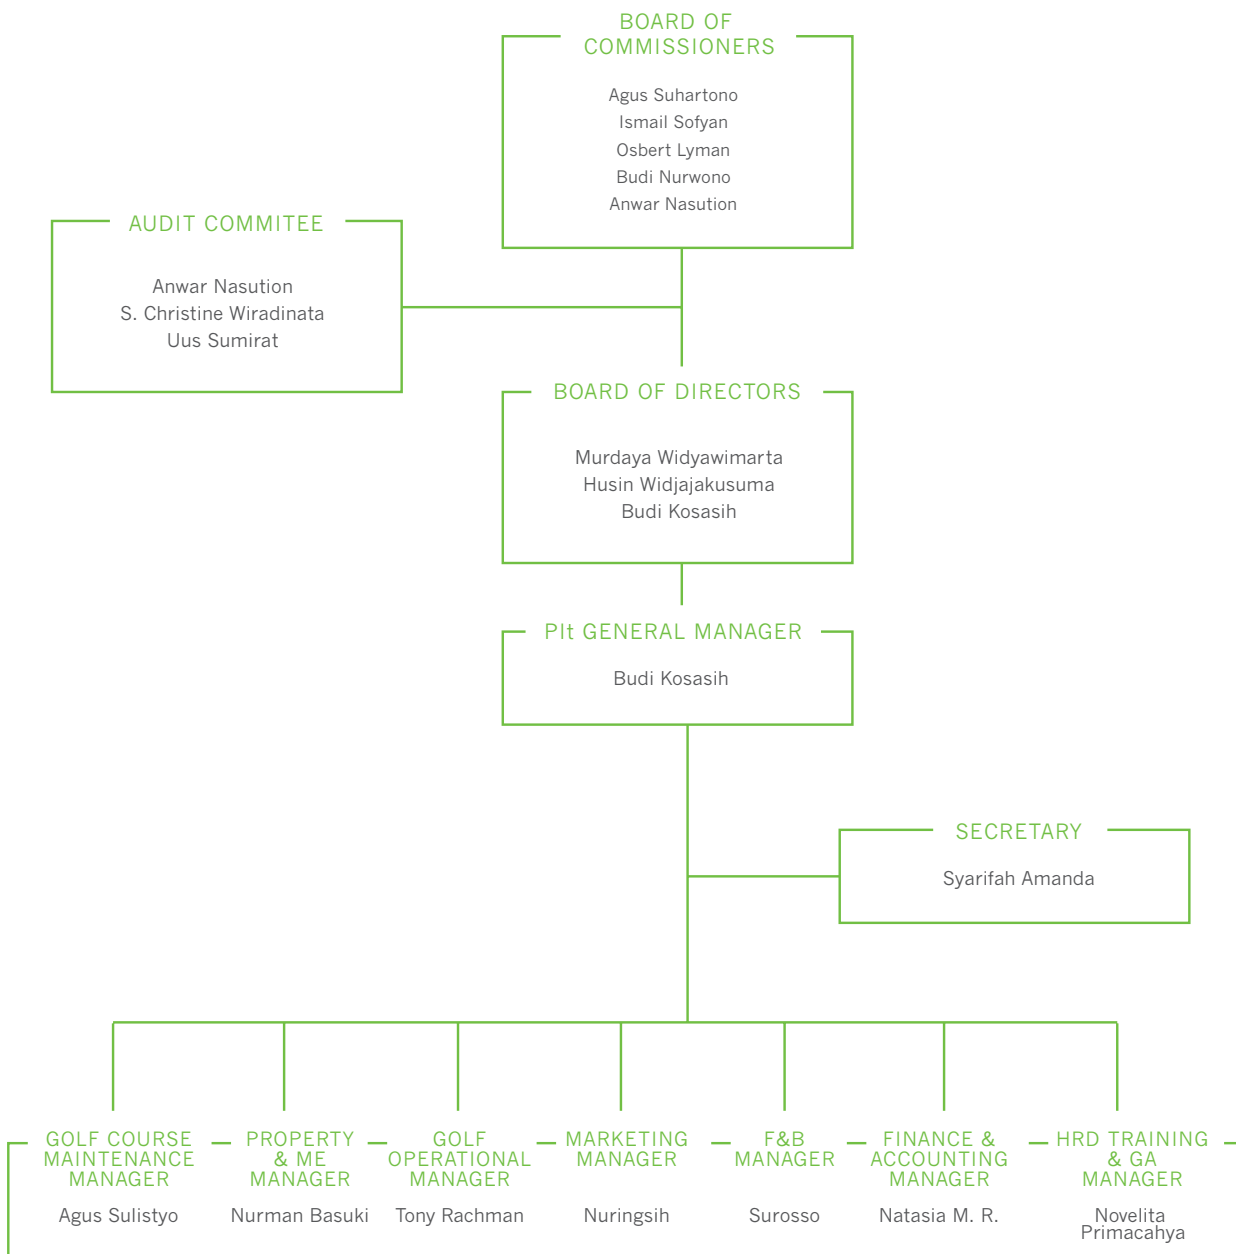 BOARD OF
COMMISSIONERS
Agus Suhartono
Ismail Sofyan
Osbert Lyman
Budi Nurwono
Anwar Nasution
AUDIT COMMITEE
Anwar Nasution
S. Christine Wiradinata
Uus Sumirat
BOARD OF DIRECTORS
Murdaya Widyawimarta
Husin Widjajakusuma
Budi Kosasih
Plt GENERAL MANAGER
Budi Kosasih
SECRETARY
Syarifah Amanda
GOLF COURSE
MAINTENANCE
MANAGER
Agus Sulistyo
PROPERTY
& ME
MANAGER
Nurman Basuki
GOLF
OPERATIONAL
MANAGER
Tony Rachman
MARKETING
MANAGER
Nuringsih
F&B
MANAGER
Surosso
FINANCE &
ACCOUNTING
MANAGER
Natasia M. R.
HRD TRAINING
& GA
MANAGER
Novelita
Primacahya